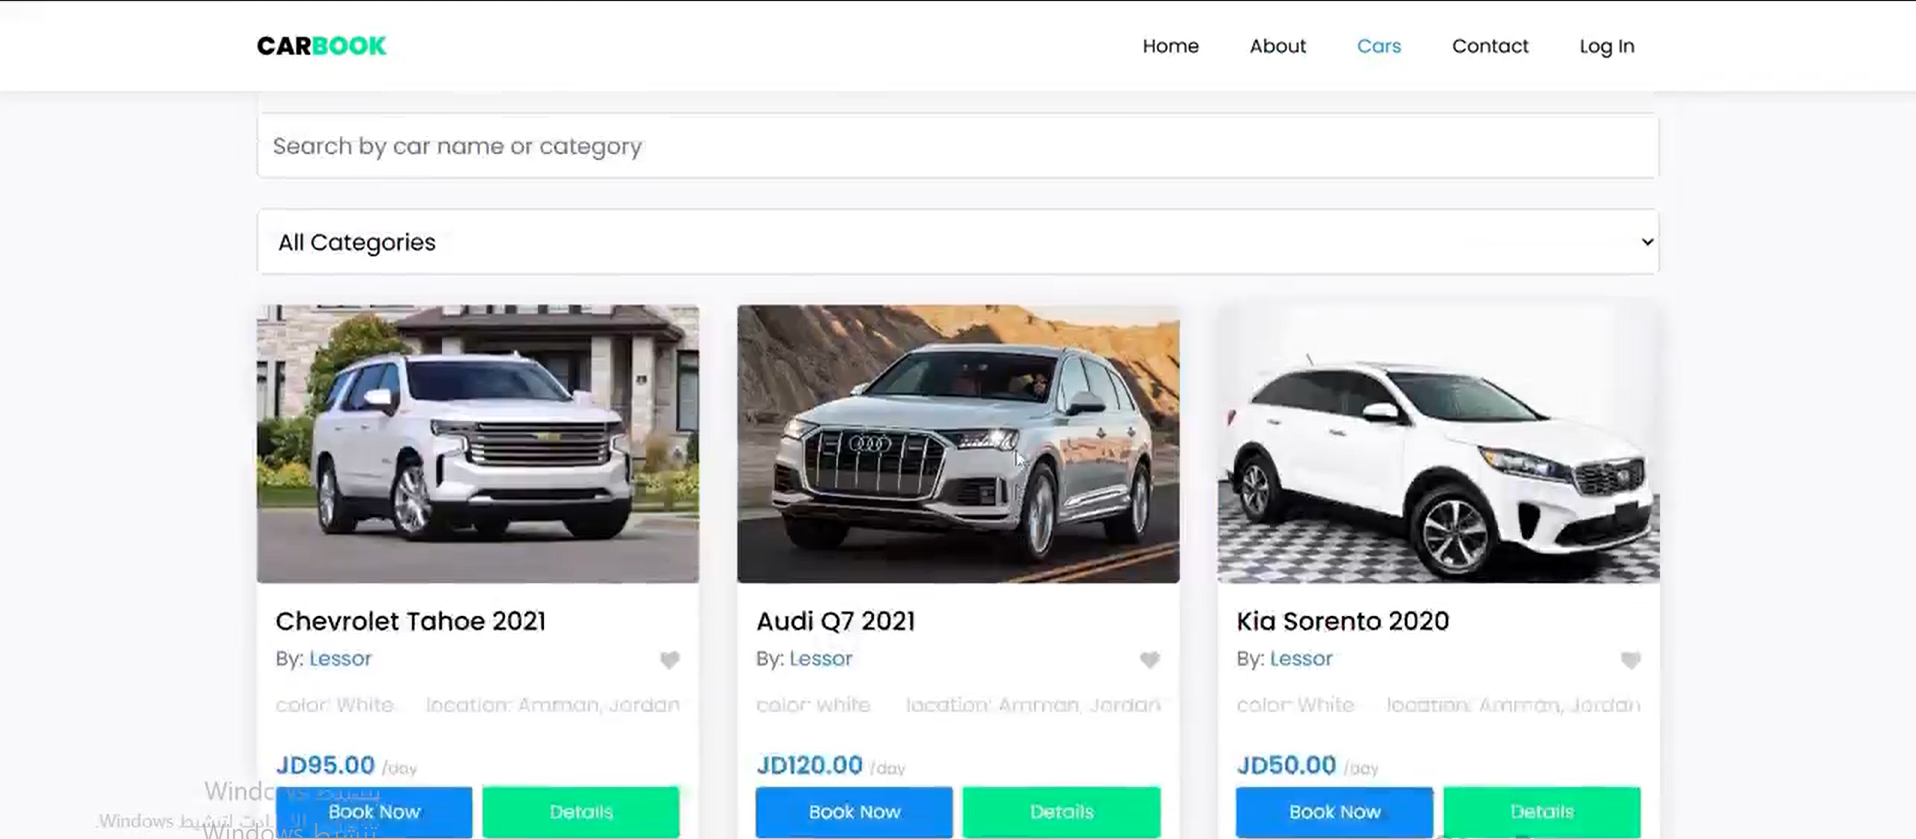 CARBOOK
Home About Cars Contact Log In
Search by car name or category
All Categories
Chevrolet Tahoe 2021
By: Lessor
color: White location: Amman, Jordan
JD95.00 /day
Book Now Details
Audi Q7 2021
By: Lessor
color: white location: Amman, Jordan
JD120.00 /day
Book Now Details
Kia Sorento 2020
By: Lessor
color: White location: Amman, Jordan
JD50.00 /day
Book Now Details
تنشيط Windows
لتنشيط Windows.
تنشيط Windows